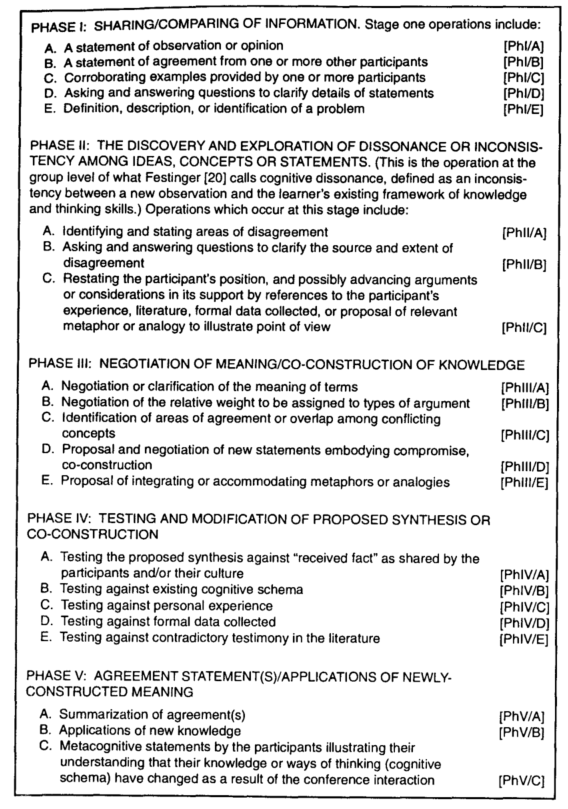 PHASE I: SHARING/COMPARING OF INFORMATION. Stage one operations include:
A. A statement of observation or opinion [PhI/A]
B. A statement of agreement from one or more other participants [PhI/B]
C. Corroborating examples provided by one or more participants [PhI/C]
D. Asking and answering questions to clarify details of statements [PhI/D]
E. Definition, description, or identification of a problem [PhI/E]
PHASE II: THE DISCOVERY AND EXPLORATION OF DISSONANCE OR INCONSIS-
TENCY AMONG IDEAS, CONCEPTS OR STATEMENTS. (This is the operation at the
group level of what Festinger [20] calls cognitive dissonance, defined as an inconsis-
tency between a new observation and the learner's existing framework of knowledge
and thinking skills.) Operations which occur at this stage include:
A. Identifying and stating areas of disagreement [PhII/A]
B. Asking and answering questions to clarify the source and extent of
disagreement [PhII/B]
C. Restating the participant's position, and possibly advancing arguments
or considerations in its support by references to the participant's
experience, literature, formal data collected, or proposal of relevant
metaphor or analogy to illustrate point of view [PhII/C]
PHASE III: NEGOTIATION OF MEANING/CO-CONSTRUCTION OF KNOWLEDGE
A. Negotiation or clarification of the meaning of terms [PhIII/A]
B. Negotiation of the relative weight to be assigned to types of argument [PhIII/B]
C. Identification of areas of agreement or overlap among conflicting
concepts [PhIII/C]
D. Proposal and negotiation of new statements embodying compromise,
co-construction [PhIII/D]
E. Proposal of integrating or accommodating metaphors or analogies [PhIII/E]
PHASE IV: TESTING AND MODIFICATION OF PROPOSED SYNTHESIS OR
CO-CONSTRUCTION
A. Testing the proposed synthesis against "received fact" as shared by the
participants and/or their culture [PhIV/A]
B. Testing against existing cognitive schema [PhIV/B]
C. Testing against personal experience [PhIV/C]
D. Testing against formal data collected [PhIV/D]
E. Testing against contradictory testimony in the literature [PhIV/E]
PHASE V: AGREEMENT STATEMENT(S)/APPLICATIONS OF NEWLY-
CONSTRUCTED MEANING
A. Summarization of agreement(s) [PhV/A]
B. Applications of new knowledge [PhV/B]
C. Metacognitive statements by the participants illustrating their
understanding that their knowledge or ways of thinking (cognitive
schema) have changed as a result of the conference interaction [PhV/C]